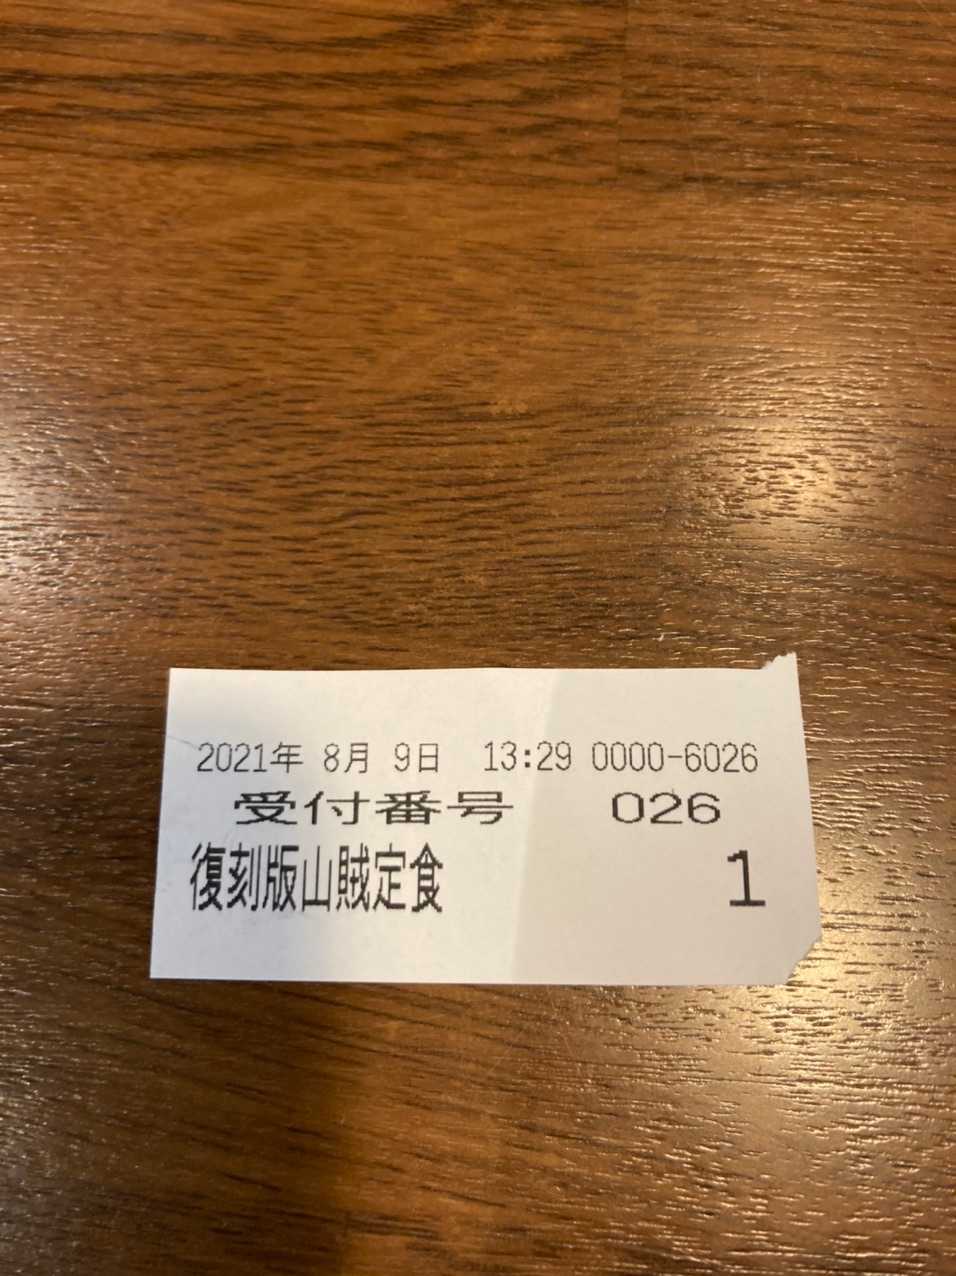 2021年 8月 9日 13:29 0000-6026
受付番号 026
復刻版山賊定食 1